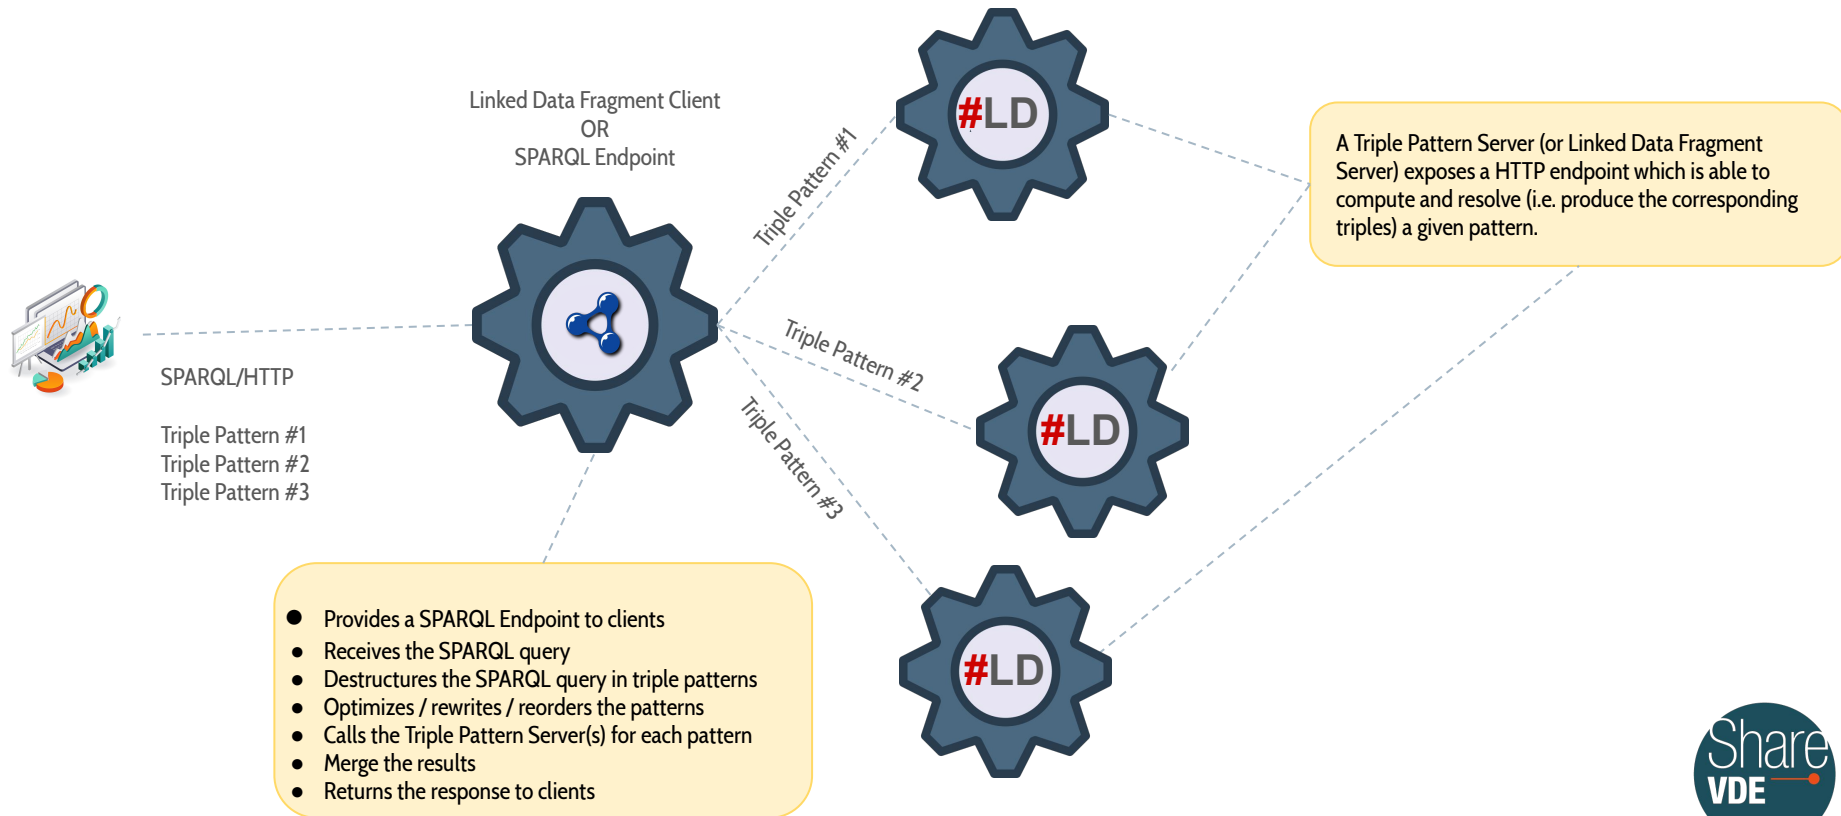 Linked Data Fragment Client
OR
SPARQL Endpoint
SPARQL/HTTP
Triple Pattern #1
Triple Pattern #2
Triple Pattern #3
Triple Pattern #1
Triple Pattern #2
Triple Pattern #3
#LD
#LD
#LD
A Triple Pattern Server (or Linked Data Fragment
Server) exposes a HTTP endpoint which is able to
compute and resolve (i.e. produce the corresponding
triples) a given pattern.
● Provides a SPARQL Endpoint to clients
● Receives the SPARQL query
● Destructures the SPARQL query in triple patterns
● Optimizes / rewrites / reorders the patterns
● Calls the Triple Pattern Server(s) for each pattern
● Merge the results
● Returns the response to clients
Share
VDE